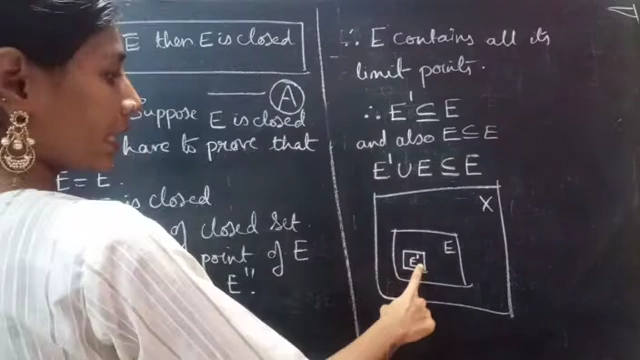 E then E is closed
A
Suppose E is closed
have to prove that
E = E
is closed
of closed set
point of E
E".
∴ E contains all its
limit points.
∴ E' ⊆ E
and also E ⊆ E
E' ∪ E ⊆ E
X
E
E'